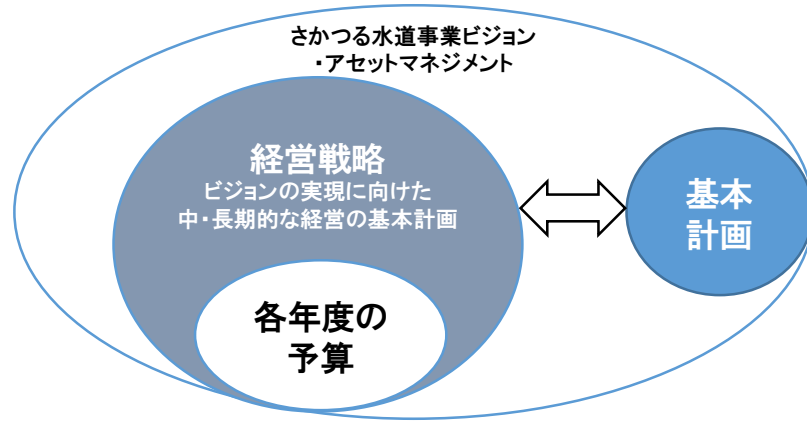 さかつる水道事業ビジョン
・アセットマネジメント
経営戦略
ビジョンの実現に向けた
中・長期的な経営の基本計画
各年度の
予算
基本
計画